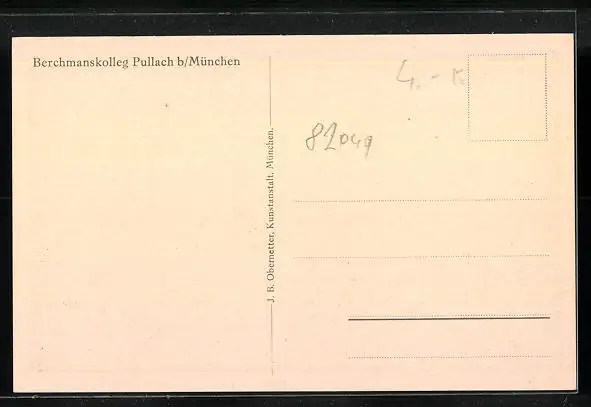 Berchmanskolleg Pullach b/München
J. B. Obernetter, Kunstanstalt, München.
4.-
82049